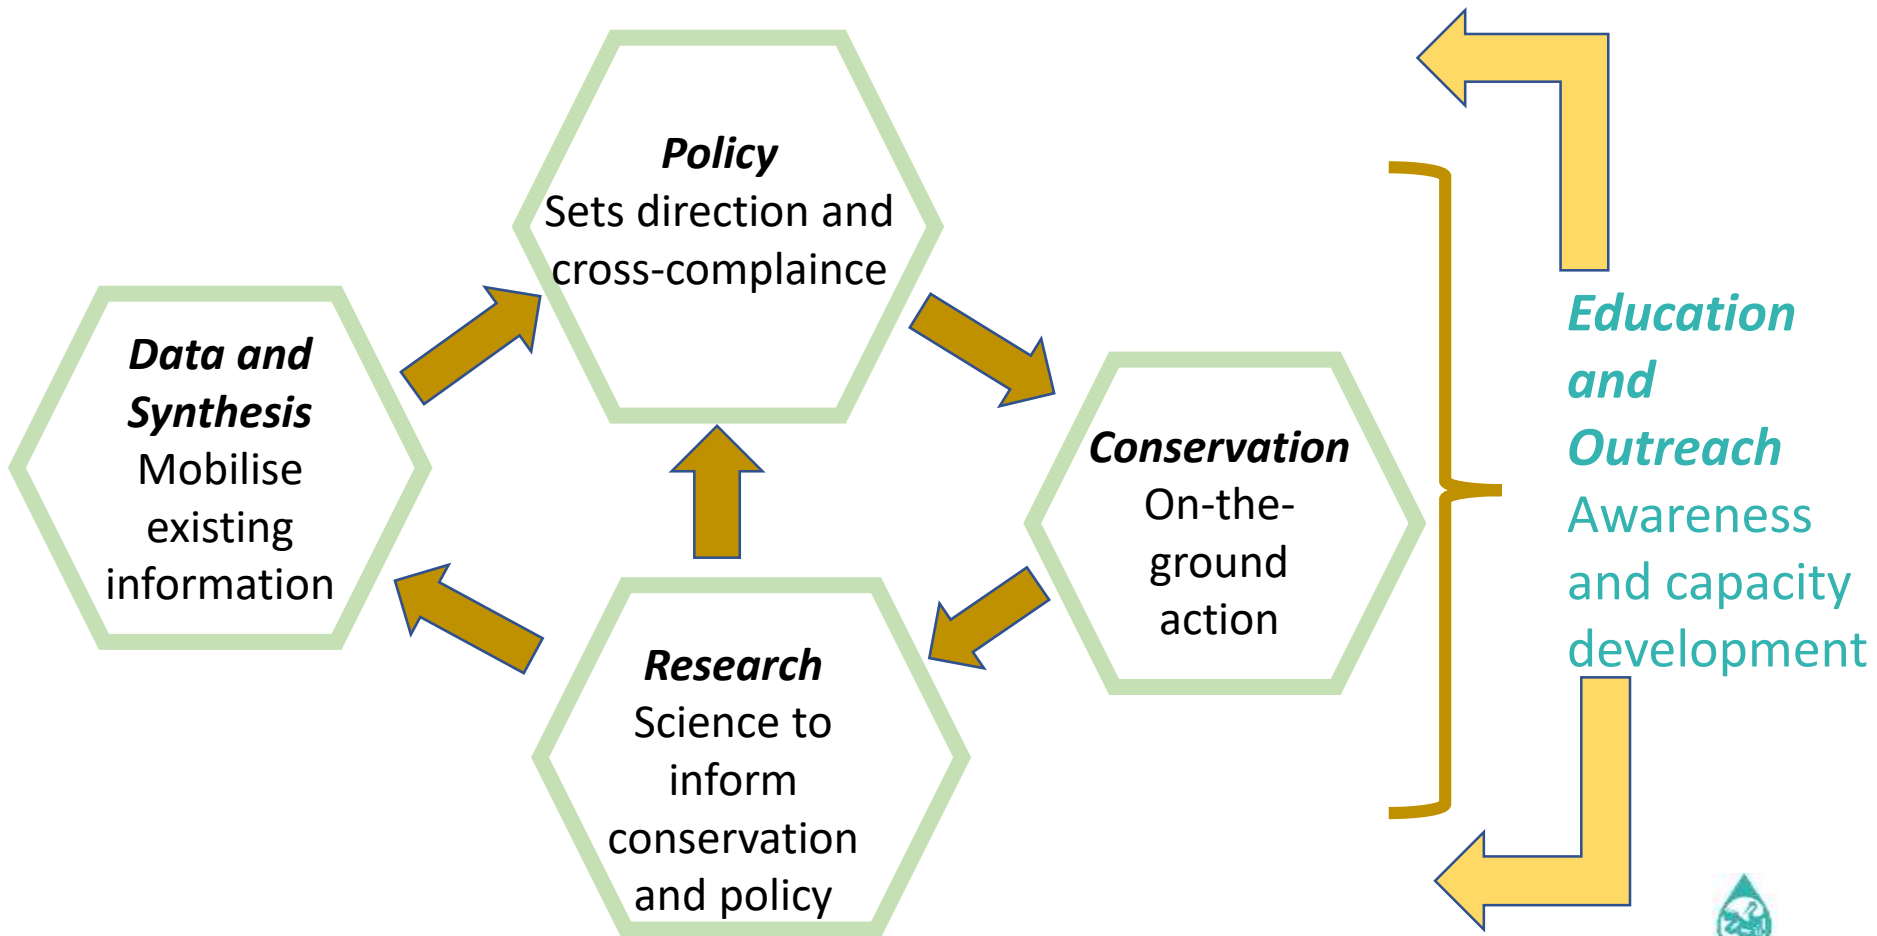 Policy
Sets direction and
cross-complaince
Data and
Synthesis
Mobilise
existing
information
Conservation
On-the-
ground
action
Research
Science to
inform
conservation
and policy
Education
and
Outreach
Awareness
and capacity
development